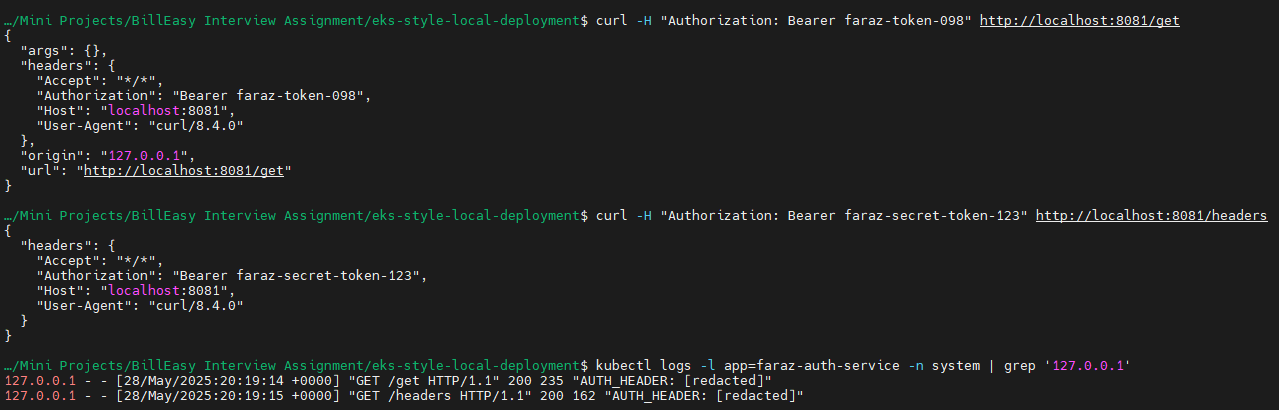 …/Mini Projects/BillEasy Interview Assignment/eks-style-local-deployment$ curl -H "Authorization: Bearer faraz-token-098" http://localhost:8081/get
{
  "args": {},
  "headers": {
    "Accept": "*/*",
    "Authorization": "Bearer faraz-token-098",
    "Host": "localhost:8081",
    "User-Agent": "curl/8.4.0"
  },
  "origin": "127.0.0.1",
  "url": "http://localhost:8081/get"
}
…/Mini Projects/BillEasy Interview Assignment/eks-style-local-deployment$ curl -H "Authorization: Bearer faraz-secret-token-123" http://localhost:8081/headers
{
  "headers": {
    "Accept": "*/*",
    "Authorization": "Bearer faraz-secret-token-123",
    "Host": "localhost:8081",
    "User-Agent": "curl/8.4.0"
  }
}
…/Mini Projects/BillEasy Interview Assignment/eks-style-local-deployment$ kubectl logs -l app=faraz-auth-service -n system | grep '127.0.0.1'
127.0.0.1 - - [28/May/2025:20:19:14 +0000] "GET /get HTTP/1.1" 200 235 "AUTH_HEADER: [redacted]"
127.0.0.1 - - [28/May/2025:20:19:15 +0000] "GET /headers HTTP/1.1" 200 162 "AUTH_HEADER: [redacted]"